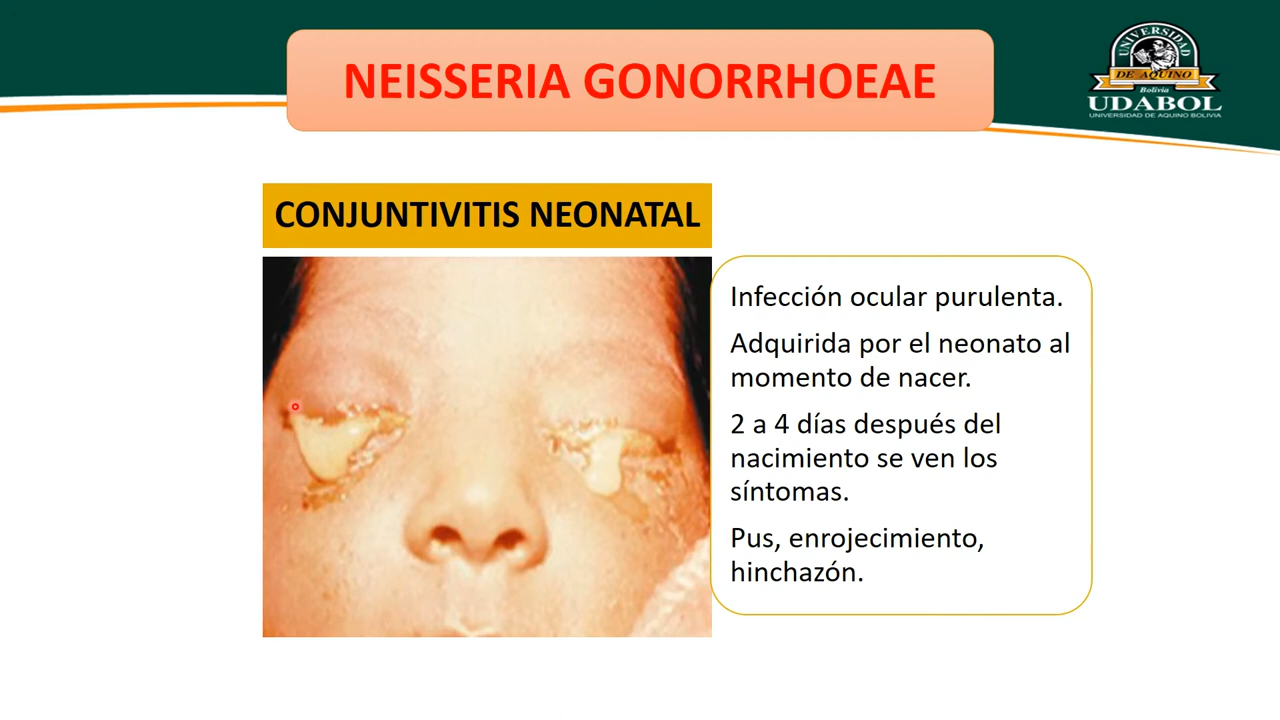 NEISSERIA GONORRHOEAE
UNIVERSIDAD
DE AQUINO
Bolivia
UDABOL
UNIVERSIDAD DE AQUINO BOLIVIA
CONJUNTIVITIS NEONATAL
Infección ocular purulenta.
Adquirida por el neonato al
momento de nacer.
2 a 4 días después del
nacimiento se ven los
síntomas.
Pus, enrojecimiento,
hinchazón.